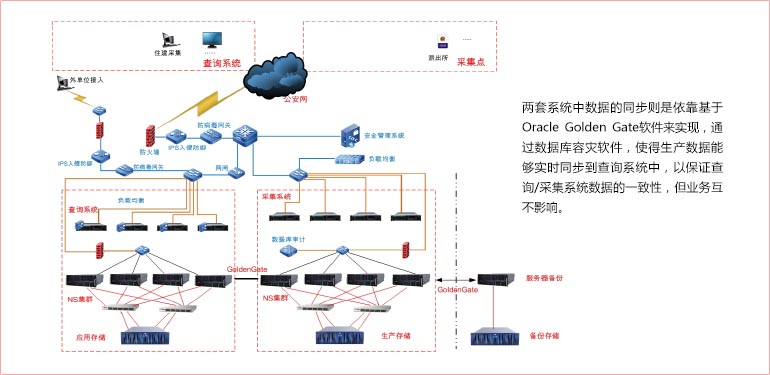 住建采集
.....
查询系统
.....
派出所
采集点
外单位接入
公安网
防病毒网关
防火墙
IPS入侵防御
安全管理系统
IPS入侵防御
防病毒网关
网闸
负载均衡
负载均衡
查询系统
采集系统
数据库审计
GoldenGate
NS集群
NS集群
GoldenGate
服务器备份
应用存储
生产存储
备份存储
两套系统中数据的同步则是依靠基于
Oracle Golden Gate软件来实现，通
过数据库容灾软件，使得生产数据能
够实时同步到查询系统中，以保证查
询/采集系统数据的一致性，但业务互
不影响。